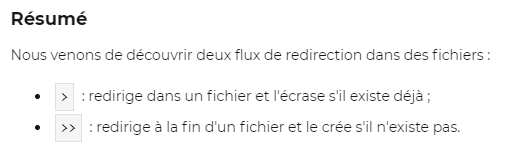 Résumé
Nous venons de découvrir deux flux de redirection dans des fichiers :
• > : redirige dans un fichier et l'écrase s'il existe déjà ;
• >> : redirige à la fin d'un fichier et le crée s'il n'existe pas.